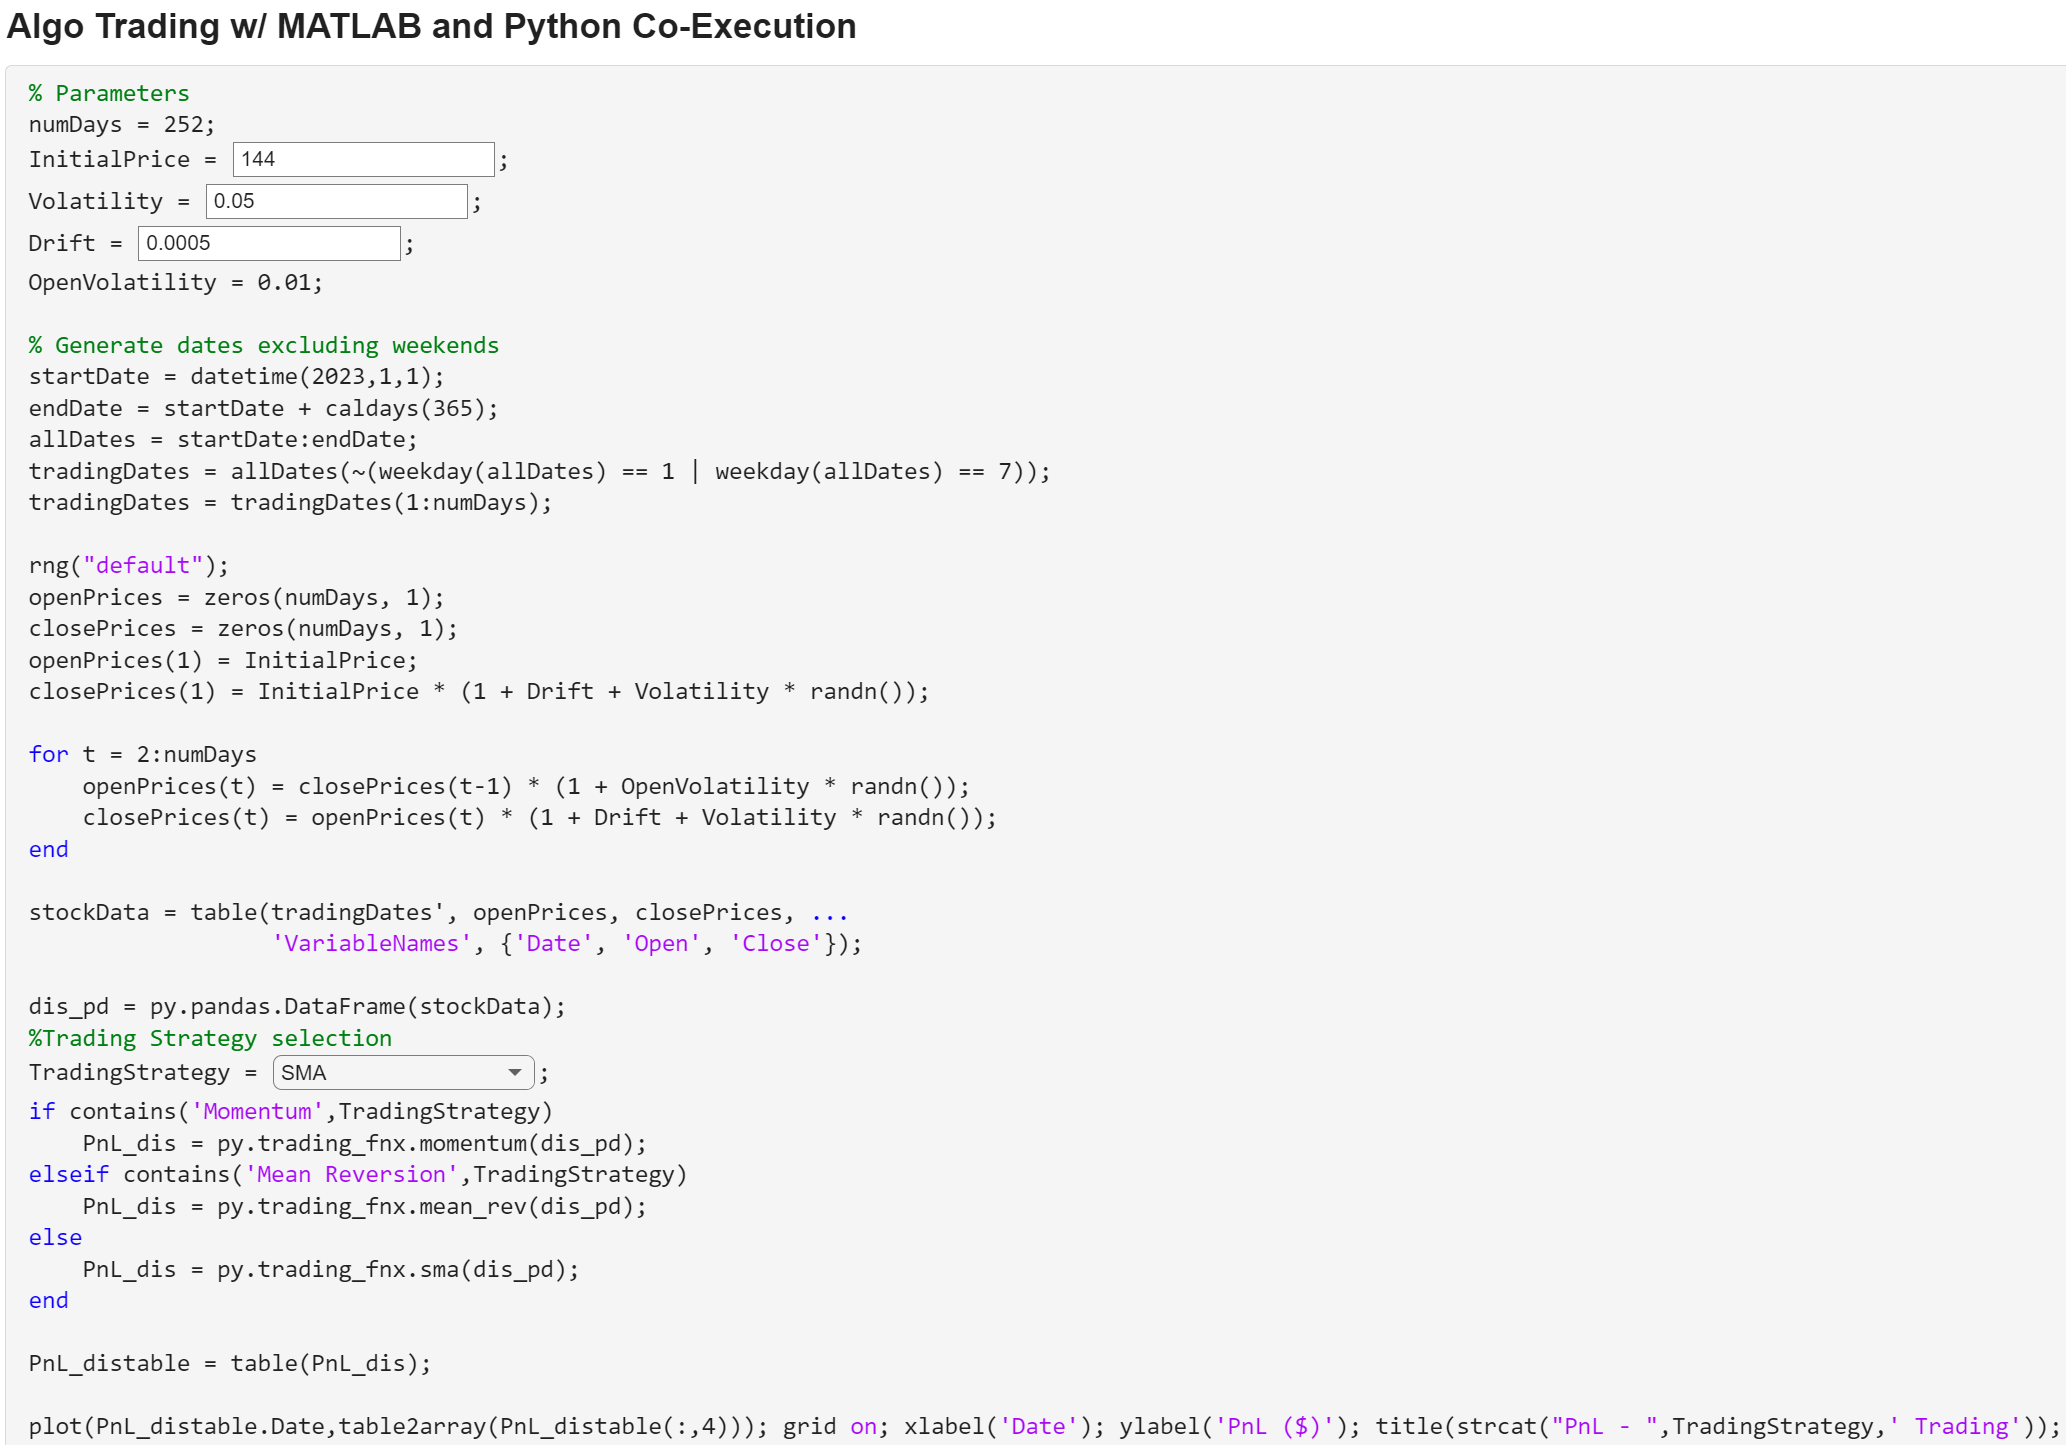 Algo Trading w/ MATLAB and Python Co-Execution
% Parameters
numDays = 252;
InitialPrice = 144;
Volatility = 0.05;
Drift = 0.0005;
OpenVolatility = 0.01;
% Generate dates excluding weekends
startDate = datetime(2023,1,1);
endDate = startDate + caldays(365);
allDates = startDate:endDate;
tradingDates = allDates(~(weekday(allDates) == 1 | weekday(allDates) == 7));
tradingDates = tradingDates(1:numDays);
rng("default");
openPrices = zeros(numDays, 1);
closePrices = zeros(numDays, 1);
openPrices(1) = InitialPrice;
closePrices(1) = InitialPrice * (1 + Drift + Volatility * randn());
for t = 2:numDays
    openPrices(t) = closePrices(t-1) * (1 + OpenVolatility * randn());
    closePrices(t) = openPrices(t) * (1 + Drift + Volatility * randn());
end
stockData = table(tradingDates', openPrices, closePrices, ...
                  'VariableNames', {'Date', 'Open', 'Close'});
dis_pd = py.pandas.DataFrame(stockData);
%Trading Strategy selection
TradingStrategy = SMA;
if contains('Momentum',TradingStrategy)
    PnL_dis = py.trading_fnx.momentum(dis_pd);
elseif contains('Mean Reversion',TradingStrategy)
    PnL_dis = py.trading_fnx.mean_rev(dis_pd);
else
    PnL_dis = py.trading_fnx.sma(dis_pd);
end
PnL_distable = table(PnL_dis);
plot(PnL_distable.Date,table2array(PnL_distable(:,4))); grid on; xlabel('Date'); ylabel('PnL ($)'); title(strcat("PnL - ",TradingStrategy,' Trading'));